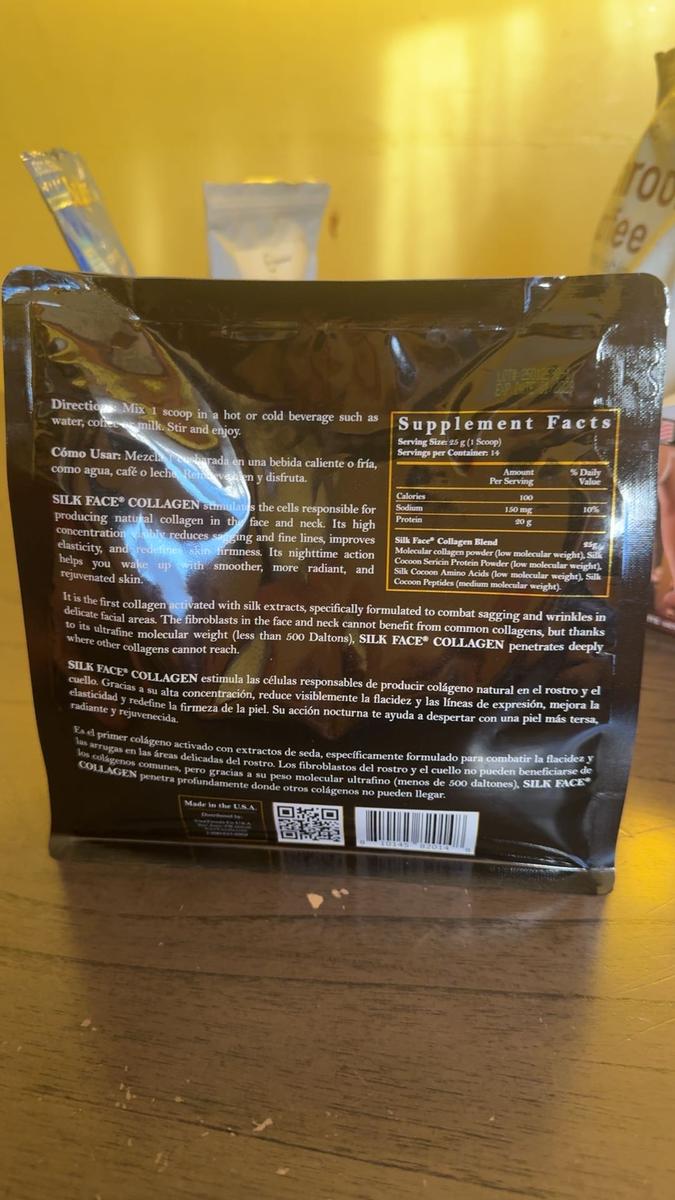 roo
fee
Mix 1 scoop in a hot or cold beverage such as
water, milk. Stir and enjoy.
Cómo Usar: en una bebida caliente o fría,
como agua, café o leche y disfruta.
SILK FACE® COLLAGEN stimulates the cells responsible for
producing natural collagen in the face and neck. Its high
concentration visibly reduces sagging and fine lines, improves
elasticity, and redefines skin firmness. Its nighttime action
helps you wake up with smoother, more radiant, and
rejuvenated skin.
It is the first collagen activated with silk extracts, specifically formulated to combat sagging and wrinkles in
delicate facial areas. The fibroblasts in the face and neck cannot benefit from common collagens, but thanks
to its ultrafine molecular weight (less than 500 Daltons), SILK FACE® COLLAGEN penetrates deeply
where other collagens cannot reach.
SILK FACE® COLLAGEN estimula las células responsables de producir colágeno natural en el rostro y el
cuello. Gracias a su alta concentración, reduce visiblemente la flacidez y las líneas de expresión, mejora la
elasticidad y redefine la firmeza de la piel. Su acción nocturna te ayuda a despertar con una piel más tersa,
radiante y rejuvenecida.
Es el primer colágeno activado con extractos de seda, específicamente formulado para combatir la flacidez y
las arrugas en las áreas delicadas del rostro. Los fibroblastos del rostro y el cuello no pueden beneficiarse de
los colágenos comunes, pero gracias a su peso molecular ultrafino (menos de 500 daltones), SILK FACE®
COLLAGEN penetra profundamente donde otros colágenos no pueden llegar.
Supplement Facts
Serving Size: 25 g (1 Scoop)
Servings per Container: 14
Amount Per Serving % Daily Value
Calories 100
Sodium 150 mg 10%
Protein 20 g
Silk Face® Collagen Blend 25g
Molecular collagen powder (low molecular weight), Silk
Cocoon Sericin Protein Powder (low molecular weight),
Silk Cocoon Amino Acids (low molecular weight), Silk
Cocoon Peptides (medium molecular weight).
Made in the U.S.A
Distributed by:
8 10145 82014 8